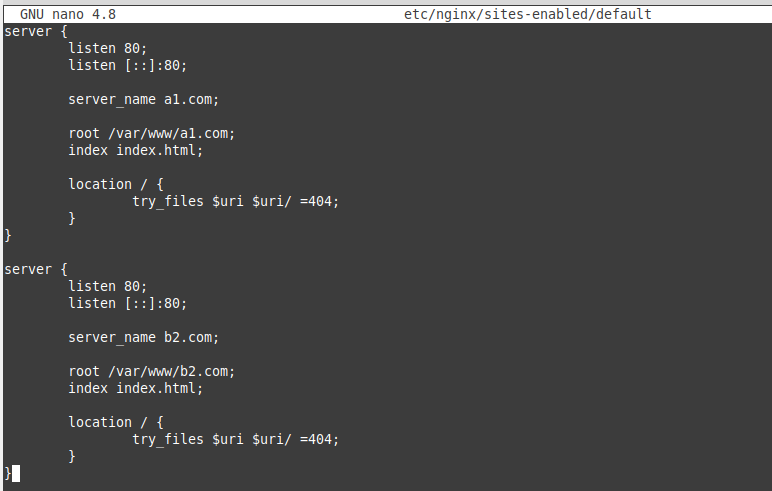 GNU nano 4.8 etc/nginx/sites-enabled/default
server {
listen 80;
listen [::]:80;
server_name a1.com;
root /var/www/a1.com;
index index.html;
location / {
try_files $uri $uri/ =404;
}
}
server {
listen 80;
listen [::]:80;
server_name b2.com;
root /var/www/b2.com;
index index.html;
location / {
try_files $uri $uri/ =404;
}
}